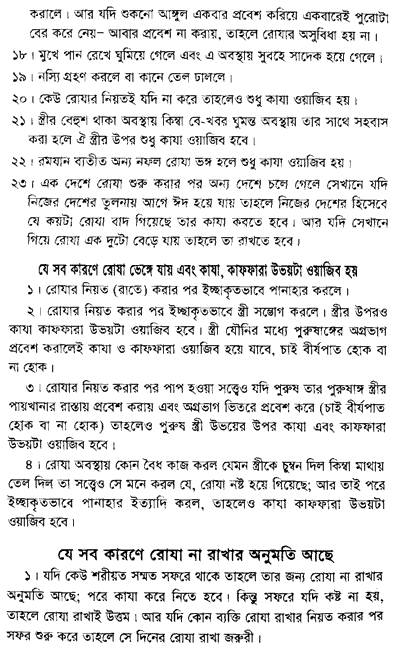 করালে। আর যদি শুকনো আঙ্গুল একবার প্রবেশ করিয়ে একবারেই পুরোটা
বের করে নেয়– আবার প্রবেশ না করায়, তাহলে রোযার অসুবিধা হয় না।
১৮। মুখে পান রেখে ঘুমিয়ে গেলে এবং এ অবস্থায় সুবহে সাদেক হয়ে গেলে।
১৯। নস্যি গ্রহণ করলে বা কানে তেল ঢাললে।
২০। কেউ রোযার নিয়তই যদি না করে তাহলেও শুধু কাযা ওয়াজিব হয়।
২১। স্ত্রীর বেহুশ থাকা অবস্থায় কিম্বা বে-খবর ঘুমন্ত অবস্থায় তার সাথে সহবাস
করা হলে ঐ স্ত্রীর উপর শুধু কাযা ওয়াজিব হবে।
২২। রমযান ব্যতীত অন্য নফল রোযা ভঙ্গ হলে শুধু কাযা ওয়াজিব হয়।
২৩। এক দেশে রোযা শুরু করার পর অন্য দেশে চলে গেলে সেখানে যদি
নিজের দেশের তুলনায় আগে ঈদ হয়ে যায় তাহলে নিজের দেশের হিসেবে
যে কয়টা রোযা বাদ গিয়েছে তার কাযা করতে হবে। আর যদি সেখানে
গিয়ে রোযা এক দুটো বেড়ে যায় তাহলে তা রাখতে হবে।
যে সব কারণে রোযা ভেঙ্গে যায় এবং কাযা, কাফফারা উভয়টা ওয়াজিব হয়
১। রোযার নিয়ত (রাতে) করার পর ইচ্ছাকৃতভাবে পানাহার করলে।
২। রোযার নিয়ত করার পর ইচ্ছাকৃতভাবে স্ত্রী সম্ভোগ করলে। স্ত্রীর উপরও
কাযা কাফফারা উভয়টা ওয়াজিব হবে। স্ত্রী যৌনির মধ্যে পুরুষাঙ্গের অগ্রভাগ
প্রবেশ করালেই কাযা ও কাফফারা ওয়াজিব হয়ে যাবে, চাই বীর্যপাত হোক বা
না হোক।
৩। রোযার নিয়ত করার পর পাপ হওয়া সত্ত্বেও যদি পুরুষ তার পুরুষাঙ্গ স্ত্রীর
পায়খানার রাস্তায় প্রবেশ করায় এবং অগ্রভাগ ভিতরে প্রবেশ করে (চাই বীর্যপাত
হোক বা না হোক) তাহলেও পুরুষ স্ত্রী উভয়ের উপর কাযা এবং কাফফারা
উভয়টা ওয়াজিব হবে।
৪। রোযা অবস্থায় কোন বৈধ কাজ করল যেমন স্ত্রীকে চুম্বন দিল কিম্বা মাথায়
তেল দিল তা সত্ত্বেও সে মনে করল যে, রোযা নষ্ট হয়ে গিয়েছে; আর তাই পরে
ইচ্ছাকৃতভাবে পানাহার ইত্যাদি করল, তাহলেও কাযা কাফফারা উভয়টা
ওয়াজিব হবে।
যে সব কারণে রোযা না রাখার অনুমতি আছে
১। যদি কেউ শরীয়ত সম্মত সফরে থাকে তাহলে তার জন্য রোযা না রাখার
অনুমতি আছে; পরে কাযা করে নিতে হবে। কিন্তু সফরে যদি কষ্ট না হয়,
তাহলে রোযা রাখাই উত্তম। আর যদি কোন ব্যক্তি রোযা রাখার নিয়ত করার পর
সফর শুরু করে তাহলে সে দিনের রোযা রাখা জরুরী।